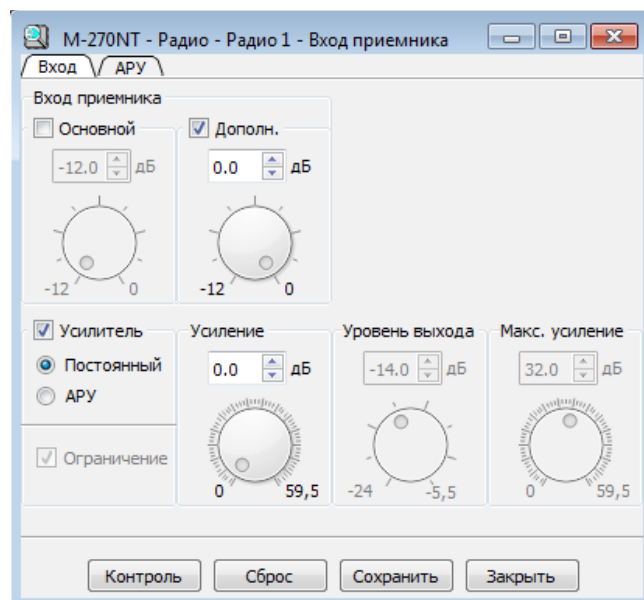 M-270NT - Радио - Радио 1 - Вход приемника
Вход АРУ
Вход приемника
Основной Дополн.
-12.0 дБ 0.0 дБ
-12 0 -12 0
Усилитель Усиление Уровень выхода Макс. усиление
Постоянный 0.0 дБ -14.0 дБ 32.0 дБ
АРУ
Ограничение
0 59,5 -24 -5,5 0 59,5
Контроль Сброс Сохранить Закрыть